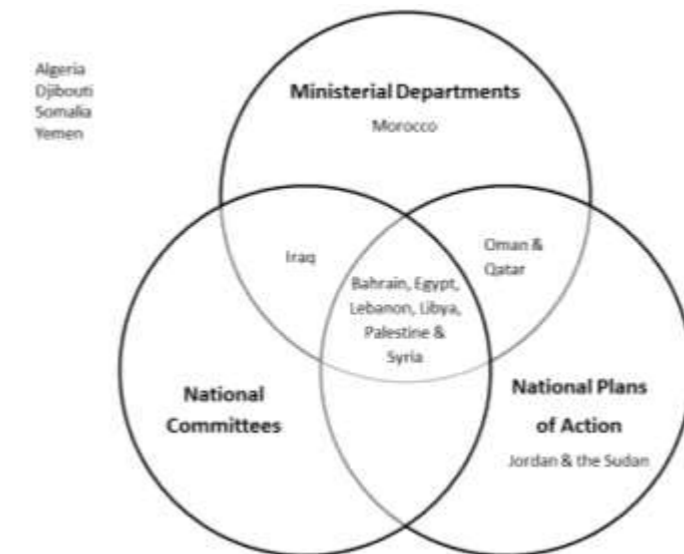 Algeria
Djibouti
Somalia
Yemen
Ministerial Departments
Morocco
Iraq
Oman &
Qatar
Bahrain, Egypt,
Lebanon, Libya,
Palestine &
Syria
National
Committees
National Plans
of Action
Jordan & the Sudan